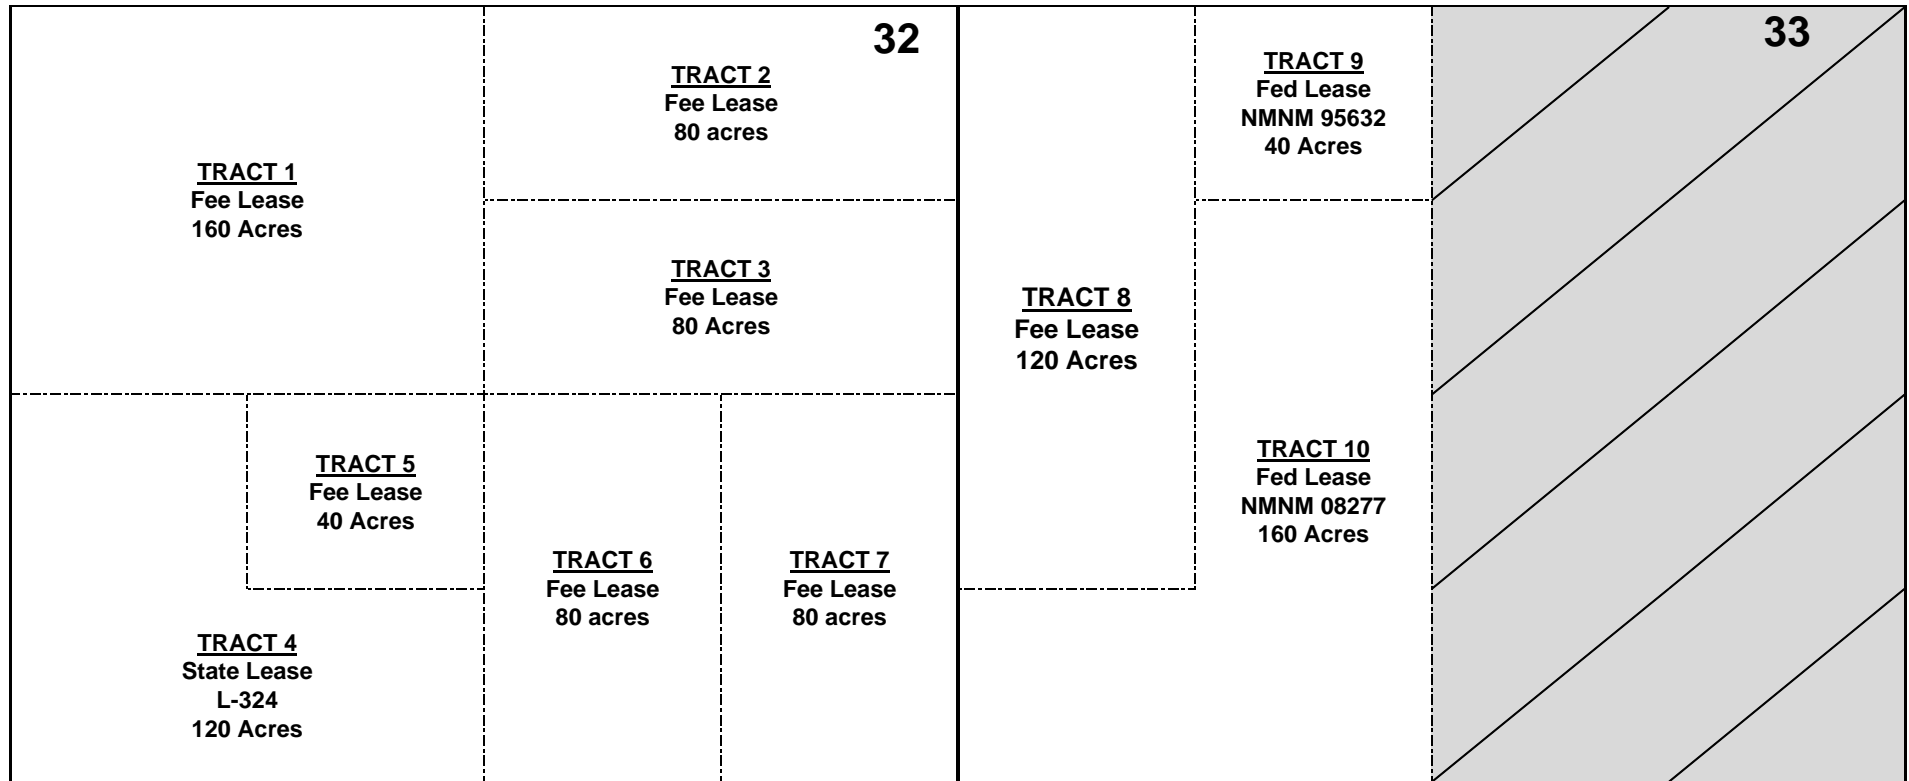 32
33
TRACT 1
Fee Lease
160 Acres
TRACT 2
Fee Lease
80 acres
TRACT 3
Fee Lease
80 Acres
TRACT 4
State Lease
L-324
120 Acres
TRACT 5
Fee Lease
40 Acres
TRACT 6
Fee Lease
80 acres
TRACT 7
Fee Lease
80 acres
TRACT 8
Fee Lease
120 Acres
TRACT 9
Fed Lease
NMNM 95632
40 Acres
TRACT 10
Fed Lease
NMNM 08277
160 Acres